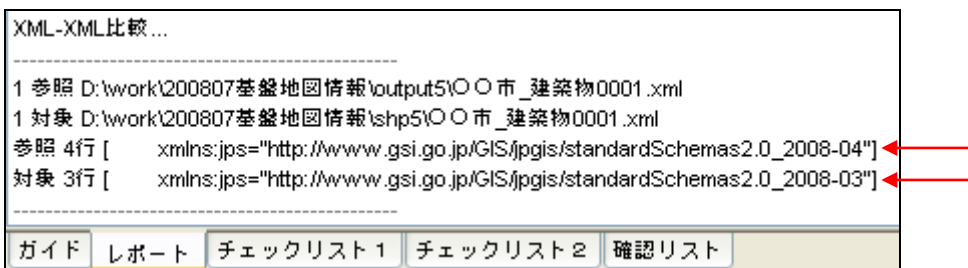 XML-XML比較...
------------------------------------------------
1 参照 D:\work\200807基盤地図情報\output5\〇〇市_建築物0001.xml
1 対象 D:\work\200807基盤地図情報\shp5\〇〇市_建築物0001.xml
参照 4行 [      xmlns:jps="http://www.gsi.go.jp/GIS/jpgis/standardSchemas2.0_2008-04"]
対象 3行 [      xmlns:jps="http://www.gsi.go.jp/GIS/jpgis/standardSchemas2.0_2008-03"]
------------------------------------------------
ガイド レポート チェックリスト1 チェックリスト2 確認リスト